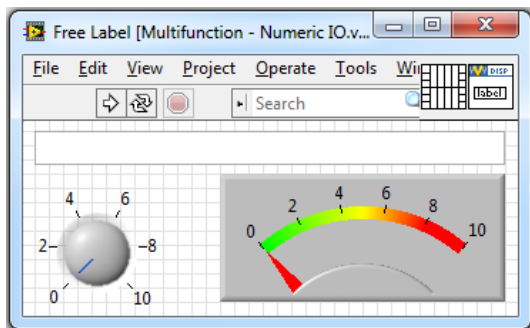 Free Label [Multifunction - Numeric IO.v...
File Edit View Project Operate Tools Wi
DISP
label
Search
4 6
2 8
0 10
0 2 4 6 8 10